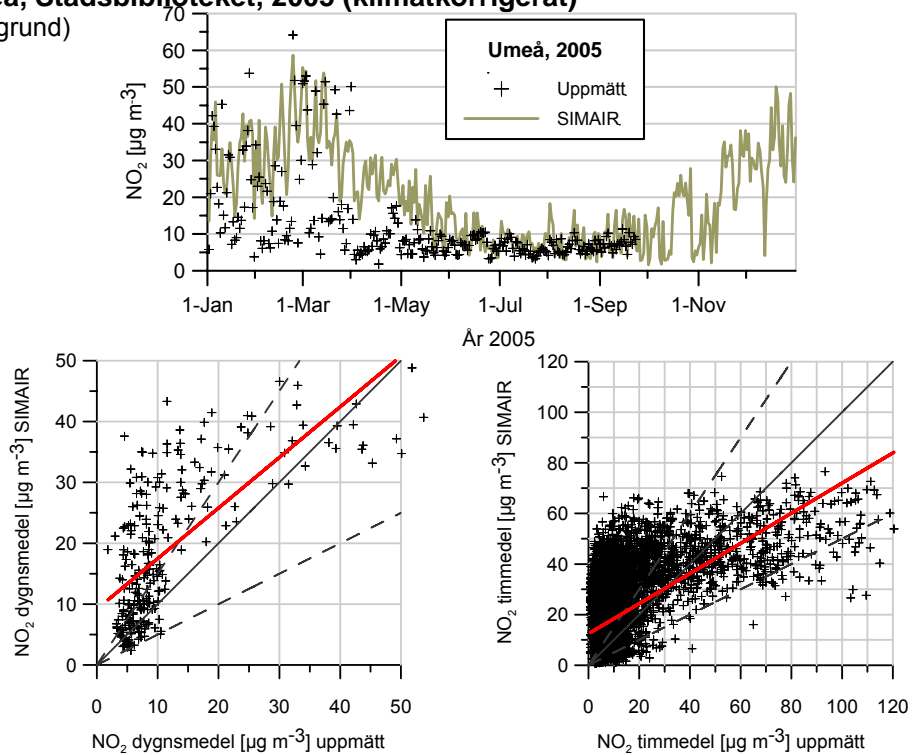 Stadsbiblioteket, 2005 (klimatkorrigerat)
grund)
70
60
50
40
30
20
10
0
NO2 [µg m-3]
Umeå, 2005
Uppmätt
SIMAIR
1-Jan 1-Mar 1-May 1-Jul 1-Sep 1-Nov
År 2005
50
40
30
20
10
0
NO2 dygnsmedel [µg m-3] SIMAIR
0 10 20 30 40 50
NO2 dygnsmedel [µg m-3] uppmätt
120
100
80
60
40
20
0
NO2 timmedel [µg m-3] SIMAIR
0 20 40 60 80 100 120
NO2 timmedel [µg m-3] uppmätt